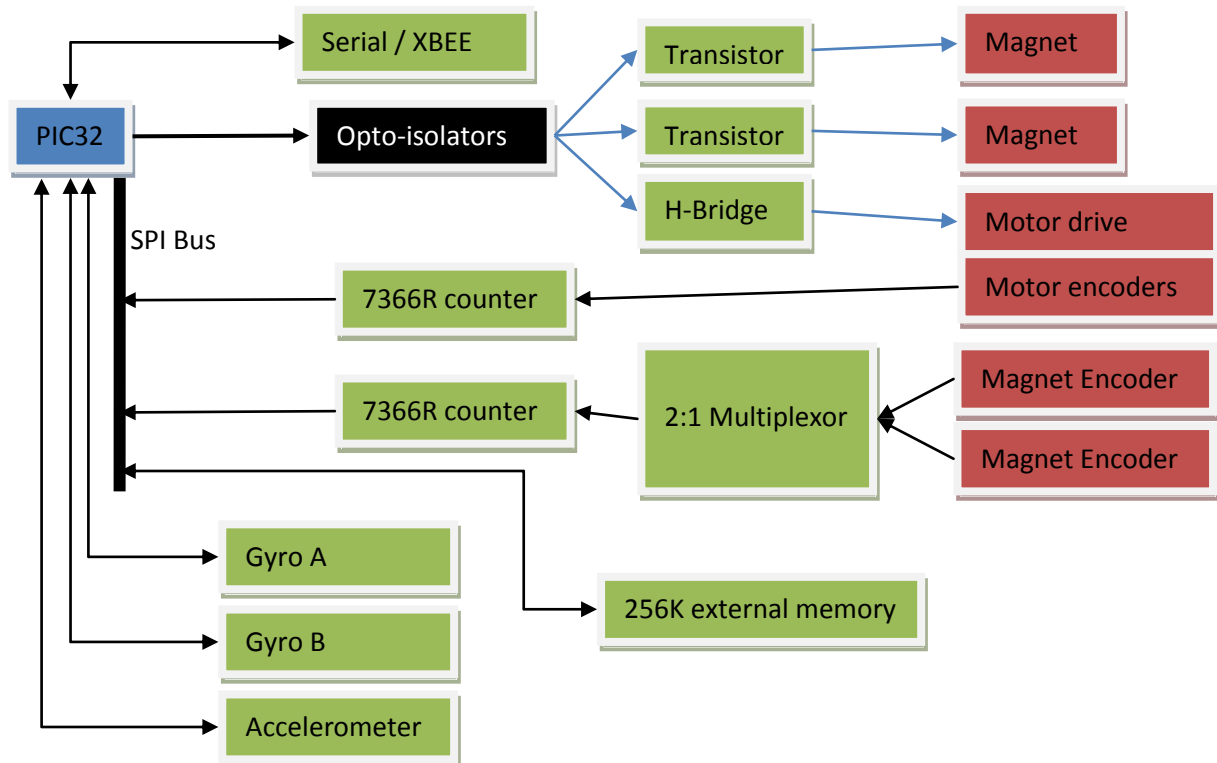 Serial / XBEE
Transistor
Magnet
PIC32
Opto-isolators
Transistor
Magnet
H-Bridge
Motor drive
SPI Bus
7366R counter
Motor encoders
7366R counter
2:1 Multiplexor
Magnet Encoder
Magnet Encoder
Gyro A
256K external memory
Gyro B
Accelerometer